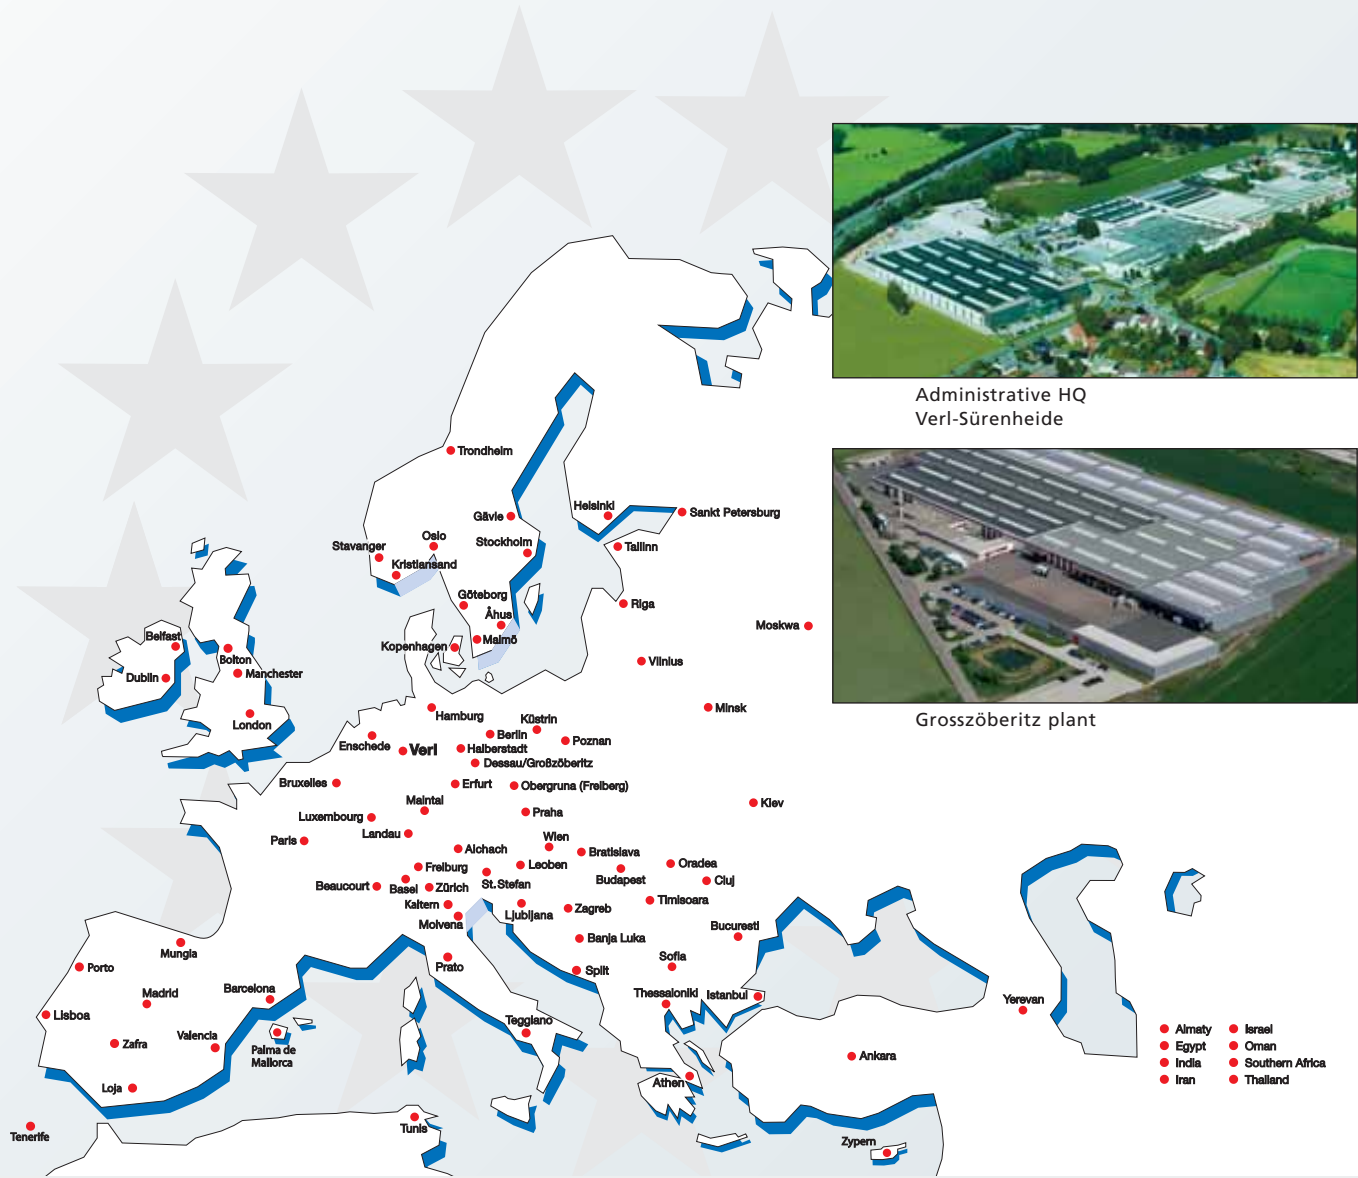 Administrative HQ
Verl-Sürenheide
Grosszöberitz plant
Trondheim
Gävle
Helsinki
Sankt Petersburg
Stavanger
Oslo
Stockholm
Tallinn
Kristiansand
Göteborg
Åhus
Riga
Moskwa
Belfast
Kopenhagen
Malmö
Bolton
Vilnius
Dublin
Manchester
London
Hamburg
Küstrin
Minsk
Enschede
Verl
Berlin
Poznan
Halberstadt
Dessau/Großzöberitz
Bruxelles
Erfurt
Obergruna (Freiberg)
Maintal
Kiev
Luxembourg
Praha
Paris
Landau
Wien
Aichach
Bratislava
Freiburg
Leoben
Oradea
Beaucourt
Basel
Zürich
St. Stefan
Budapest
Cluj
Kaltern
Ljubljana
Zagreb
Timisoara
Molvena
Bucuresti
Mungia
Banja Luka
Porto
Prato
Split
Sofia
Madrid
Barcelona
Thessaloniki
Istanbul
Yerevan
Lisboa
Teggiano
Zafra
Valencia
Palma de
Mallorca
Ankara
Loja
Athen
Tenerife
Tunis
Zypern
Almaty
Egypt
India
Iran
Israel
Oman
Southern Africa
Thailand